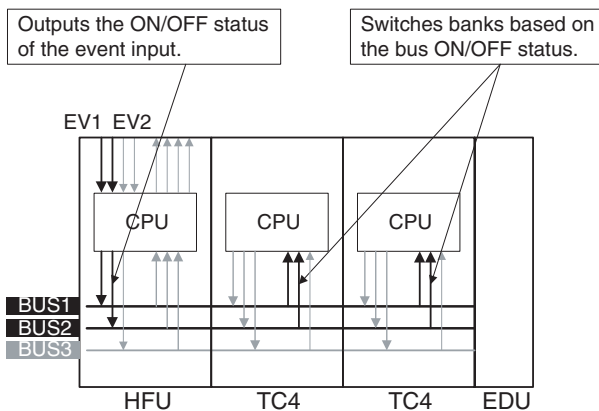 Outputs the ON/OFF status
of the event input.
Switches banks based on
the bus ON/OFF status.
EV1 EV2
CPU CPU CPU
BUS1
BUS2
BUS3
HFU TC4 TC4 EDU